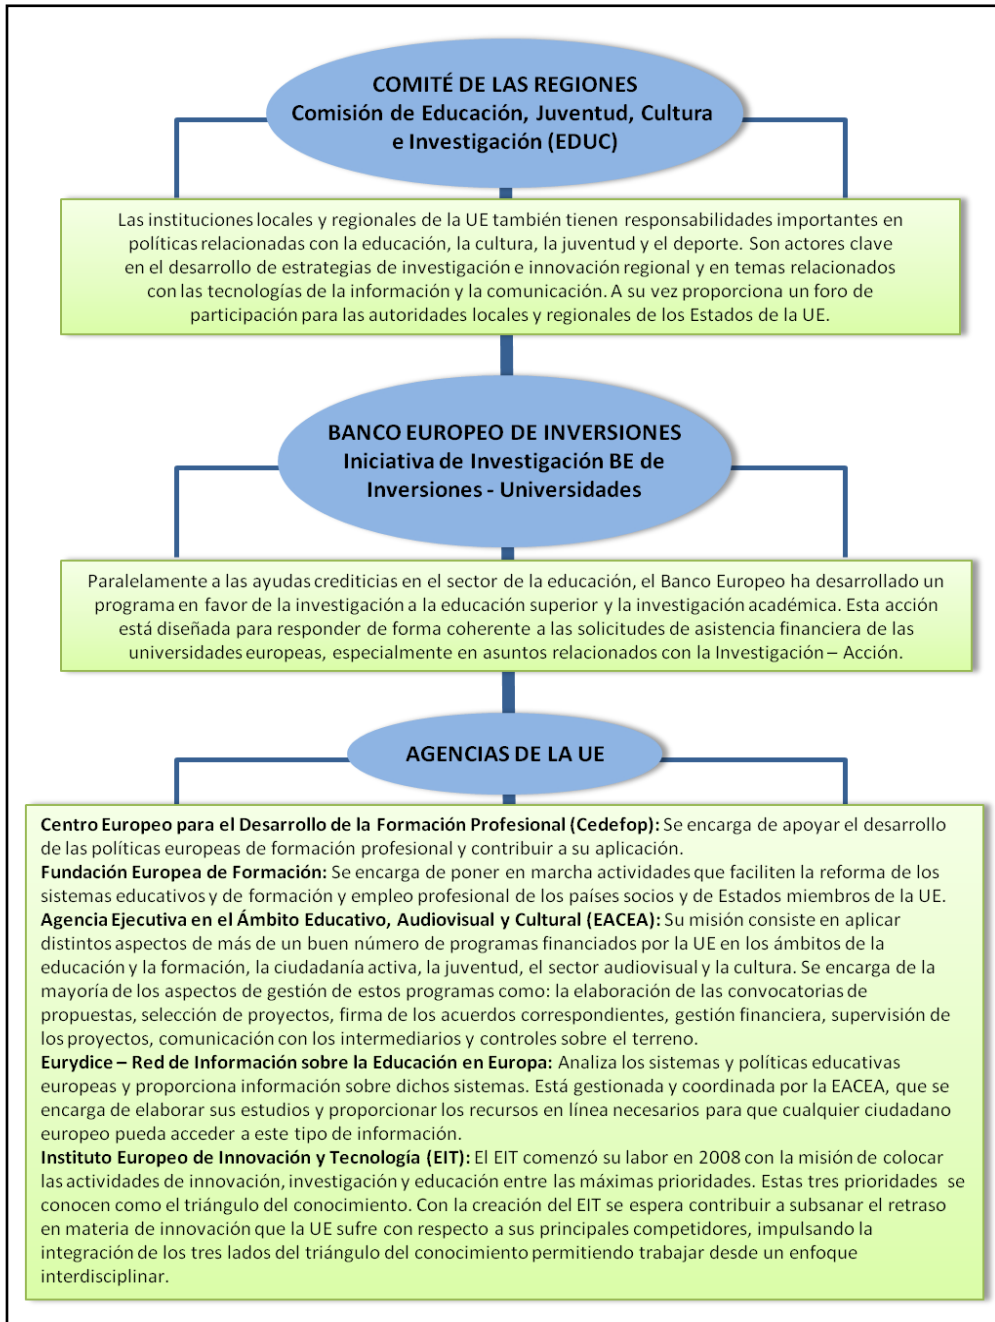 COMITÉ DE LAS REGIONES
Comisión de Educación, Juventud, Cultura
e Investigación (EDUC)
Las instituciones locales y regionales de la UE también tienen responsabilidades importantes en
políticas relacionadas con la educación, la cultura, la juventud y el deporte. Son actores clave
en el desarrollo de estrategias de investigación e innovación regional y en temas relacionados
con las tecnologías de la información y la comunicación. A su vez proporciona un foro de
participación para las autoridades locales y regionales de los Estados de la UE.
BANCO EUROPEO DE INVERSIONES
Iniciativa de Investigación BE de
Inversiones - Universidades
Paralelamente a las ayudas crediticias en el sector de la educación, el Banco Europeo ha desarrollado un
programa en favor de la investigación a la educación superior y la investigación académica. Esta acción
está diseñada para responder de forma coherente a las solicitudes de asistencia financiera de las
universidades europeas, especialmente en asuntos relacionados con la Investigación – Acción.
AGENCIAS DE LA UE
Centro Europeo para el Desarrollo de la Formación Profesional (Cedefop): Se encarga de apoyar el desarrollo
de las políticas europeas de formación profesional y contribuir a su aplicación.
Fundación Europea de Formación: Se encarga de poner en marcha actividades que faciliten la reforma de los
sistemas educativos y de formación y empleo profesional de los países socios y de Estados miembros de la UE.
Agencia Ejecutiva en el Ámbito Educativo, Audiovisual y Cultural (EACEA): Su misión consiste en aplicar
distintos aspectos de más de un buen número de programas financiados por la UE en los ámbitos de la
educación y la formación, la ciudadanía activa, la juventud, el sector audiovisual y la cultura. Se encarga de la
mayoría de los aspectos de gestión de estos programas como: la elaboración de las convocatorias de
propuestas, selección de proyectos, firma de los acuerdos correspondientes, gestión financiera, supervisión de
los proyectos, comunicación con los intermediarios y controles sobre el terreno.
Eurydice – Red de Información sobre la Educación en Europa: Analiza los sistemas y políticas educativas
europeas y proporciona información sobre dichos sistemas. Está gestionada y coordinada por la EACEA, que se
encarga de elaborar sus estudios y proporcionar los recursos en línea necesarios para que cualquier ciudadano
europeo pueda acceder a este tipo de información.
Instituto Europeo de Innovación y Tecnología (EIT): El EIT comenzó su labor en 2008 con la misión de colocar
las actividades de innovación, investigación y educación entre las máximas prioridades. Estas tres prioridades se
conocen como el triángulo del conocimiento. Con la creación del EIT se espera contribuir a subsanar el retraso
en materia de innovación que la UE sufre con respecto a sus principales competidores, impulsando la
integración de los tres lados del triángulo del conocimiento permitiendo trabajar desde un enfoque
interdisciplinar.